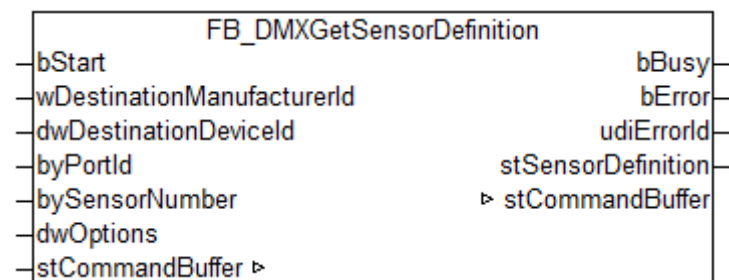 FB_DMXGetSensorDefinition
bStart bBusy
wDestinationManufacturerId bError
dwDestinationDeviceId udiErrorId
byPortId stSensorDefinition
bySensorNumber ▹ stCommandBuffer
dwOptions
stCommandBuffer ▹